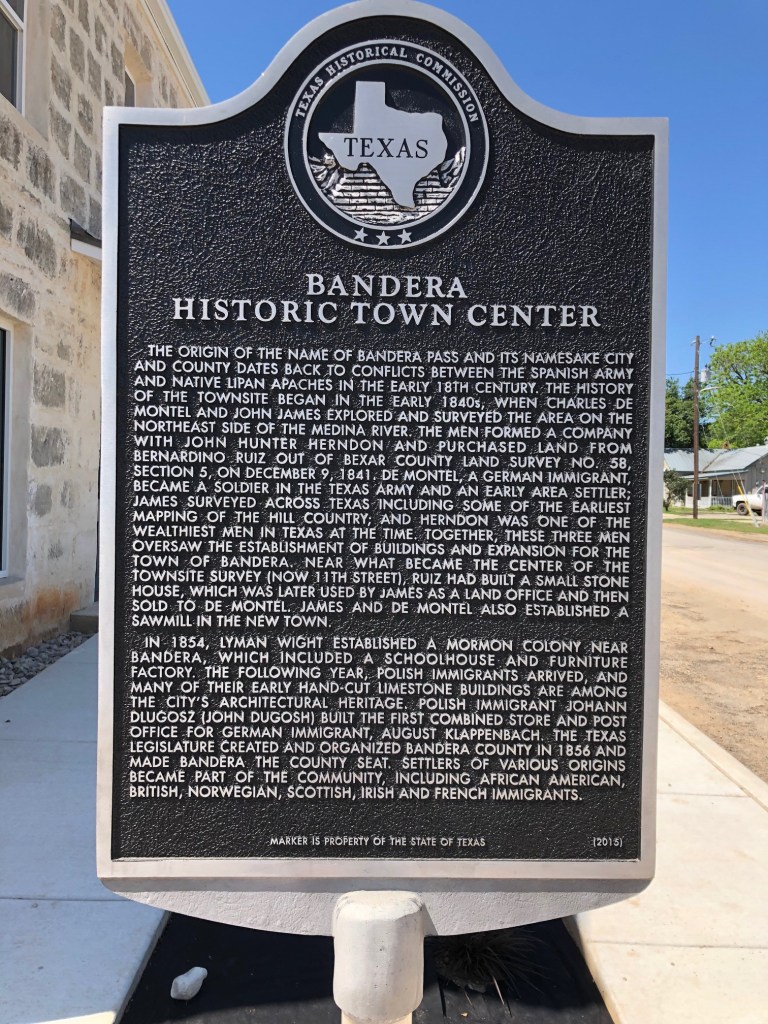 TEXAS HISTORICAL COMMISSION
TEXAS
BANDERA
HISTORIC TOWN CENTER
THE ORIGIN OF THE NAME OF BANDERA PASS AND ITS NAMESAKE CITY
AND COUNTY DATES BACK TO CONFLICTS BETWEEN THE SPANISH ARMY
AND NATIVE LIPAN APACHES IN THE EARLY 18TH CENTURY. THE HISTORY
OF THE TOWNSITE BEGAN IN THE EARLY 1840s, WHEN CHARLES DE
MONTEL AND JOHN JAMES EXPLORED AND SURVEYED THE AREA ON THE
NORTHEAST SIDE OF THE MEDINA RIVER. THE MEN FORMED A COMPANY
WITH JOHN HUNTER HERNDON AND PURCHASED LAND FROM
BERNARDINO RUIZ OUT OF BEXAR COUNTY LAND SURVEY NO. 58,
SECTION 5, ON DECEMBER 9, 1841. DE MONTEL, A GERMAN IMMIGRANT,
BECAME A SOLDIER IN THE TEXAS ARMY AND AN EARLY AREA SETTLER;
JAMES SURVEYED ACROSS TEXAS INCLUDING SOME OF THE EARLIEST
MAPPING OF THE HILL COUNTRY; AND HERNDON WAS ONE OF THE
WEALTHIEST MEN IN TEXAS AT THE TIME. TOGETHER, THESE THREE MEN
OVERSAW THE ESTABLISHMENT OF BUILDINGS AND EXPANSION FOR THE
TOWN OF BANDERA. NEAR WHAT BECAME THE CENTER OF THE
TOWNSITE SURVEY (NOW 11TH STREET), RUIZ HAD BUILT A SMALL STONE
HOUSE, WHICH WAS LATER USED BY JAMES AS A LAND OFFICE AND THEN
SOLD TO DE MONTEL. JAMES AND DE MONTEL ALSO ESTABLISHED A
SAWMILL IN THE NEW TOWN.
IN 1854, LYMAN WIGHT ESTABLISHED A MORMON COLONY NEAR
BANDERA, WHICH INCLUDED A SCHOOLHOUSE AND FURNITURE
FACTORY. THE FOLLOWING YEAR, POLISH IMMIGRANTS ARRIVED, AND
MANY OF THEIR EARLY HAND-CUT LIMESTONE BUILDINGS ARE AMONG
THE CITY'S ARCHITECTURAL HERITAGE. POLISH IMMIGRANT JOHANN
DLUGOSZ (JOHN DUGOSH) BUILT THE FIRST COMBINED STORE AND POST
OFFICE FOR GERMAN IMMIGRANT, AUGUST KLAPPENBACH. THE TEXAS
LEGISLATURE CREATED AND ORGANIZED BANDERA COUNTY IN 1856 AND
MADE BANDERA THE COUNTY SEAT. SETTLERS OF VARIOUS ORIGINS
BECAME PART OF THE COMMUNITY, INCLUDING AFRICAN AMERICAN,
BRITISH, NORWEGIAN, SCOTTISH, IRISH AND FRENCH IMMIGRANTS.
MARKER IS PROPERTY OF THE STATE OF TEXAS (2015)